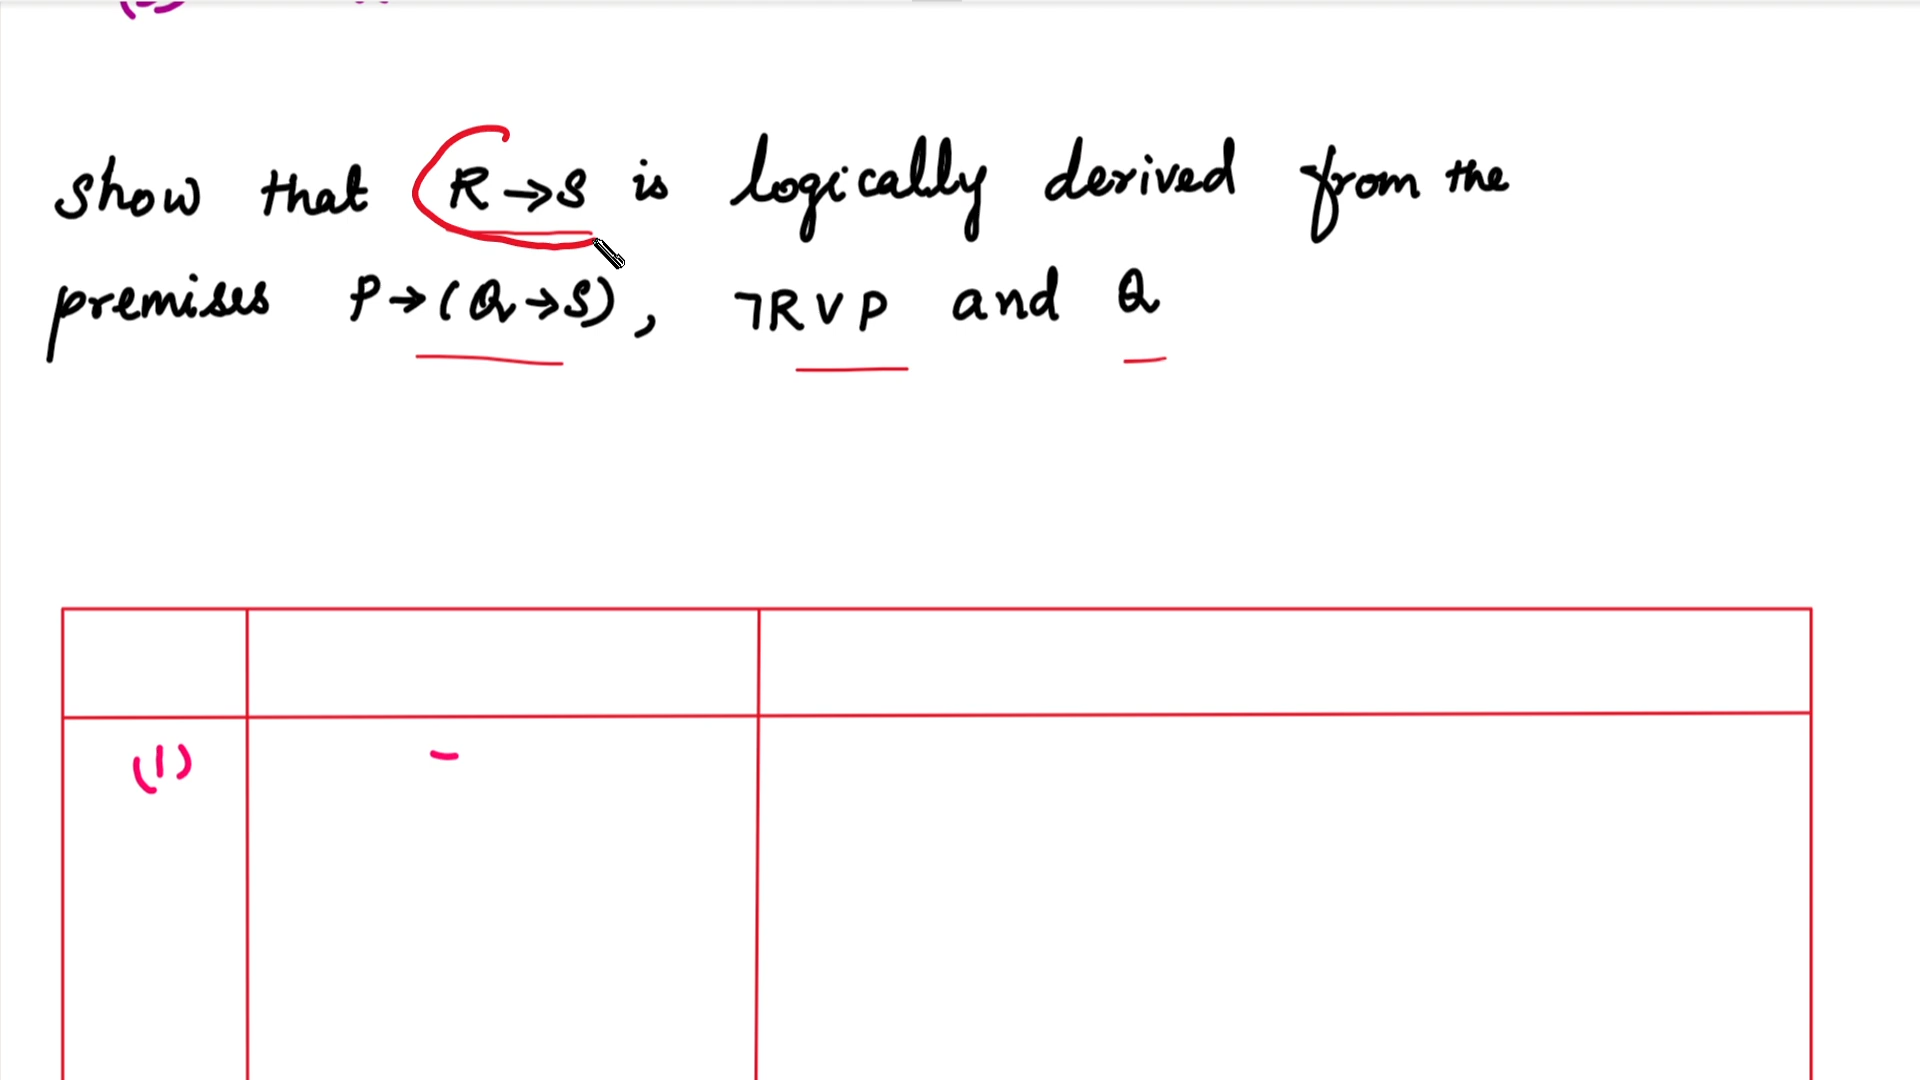 show that R→S is logically derived from the
premises P→(Q→S), ¬R∨P and Q
(1) -